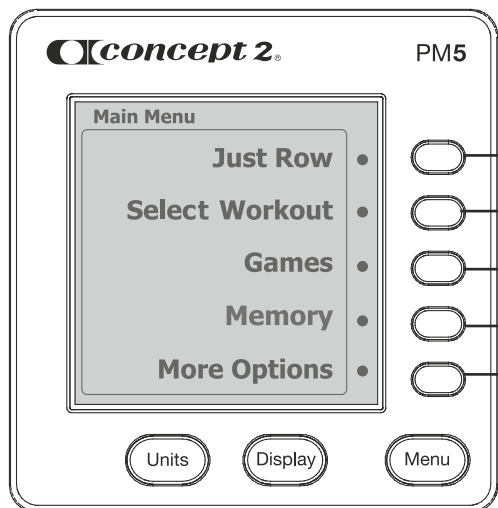 concept 2®
PM5
Main Menu
Just Row
Select Workout
Games
Memory
More Options
Units
Display
Menu